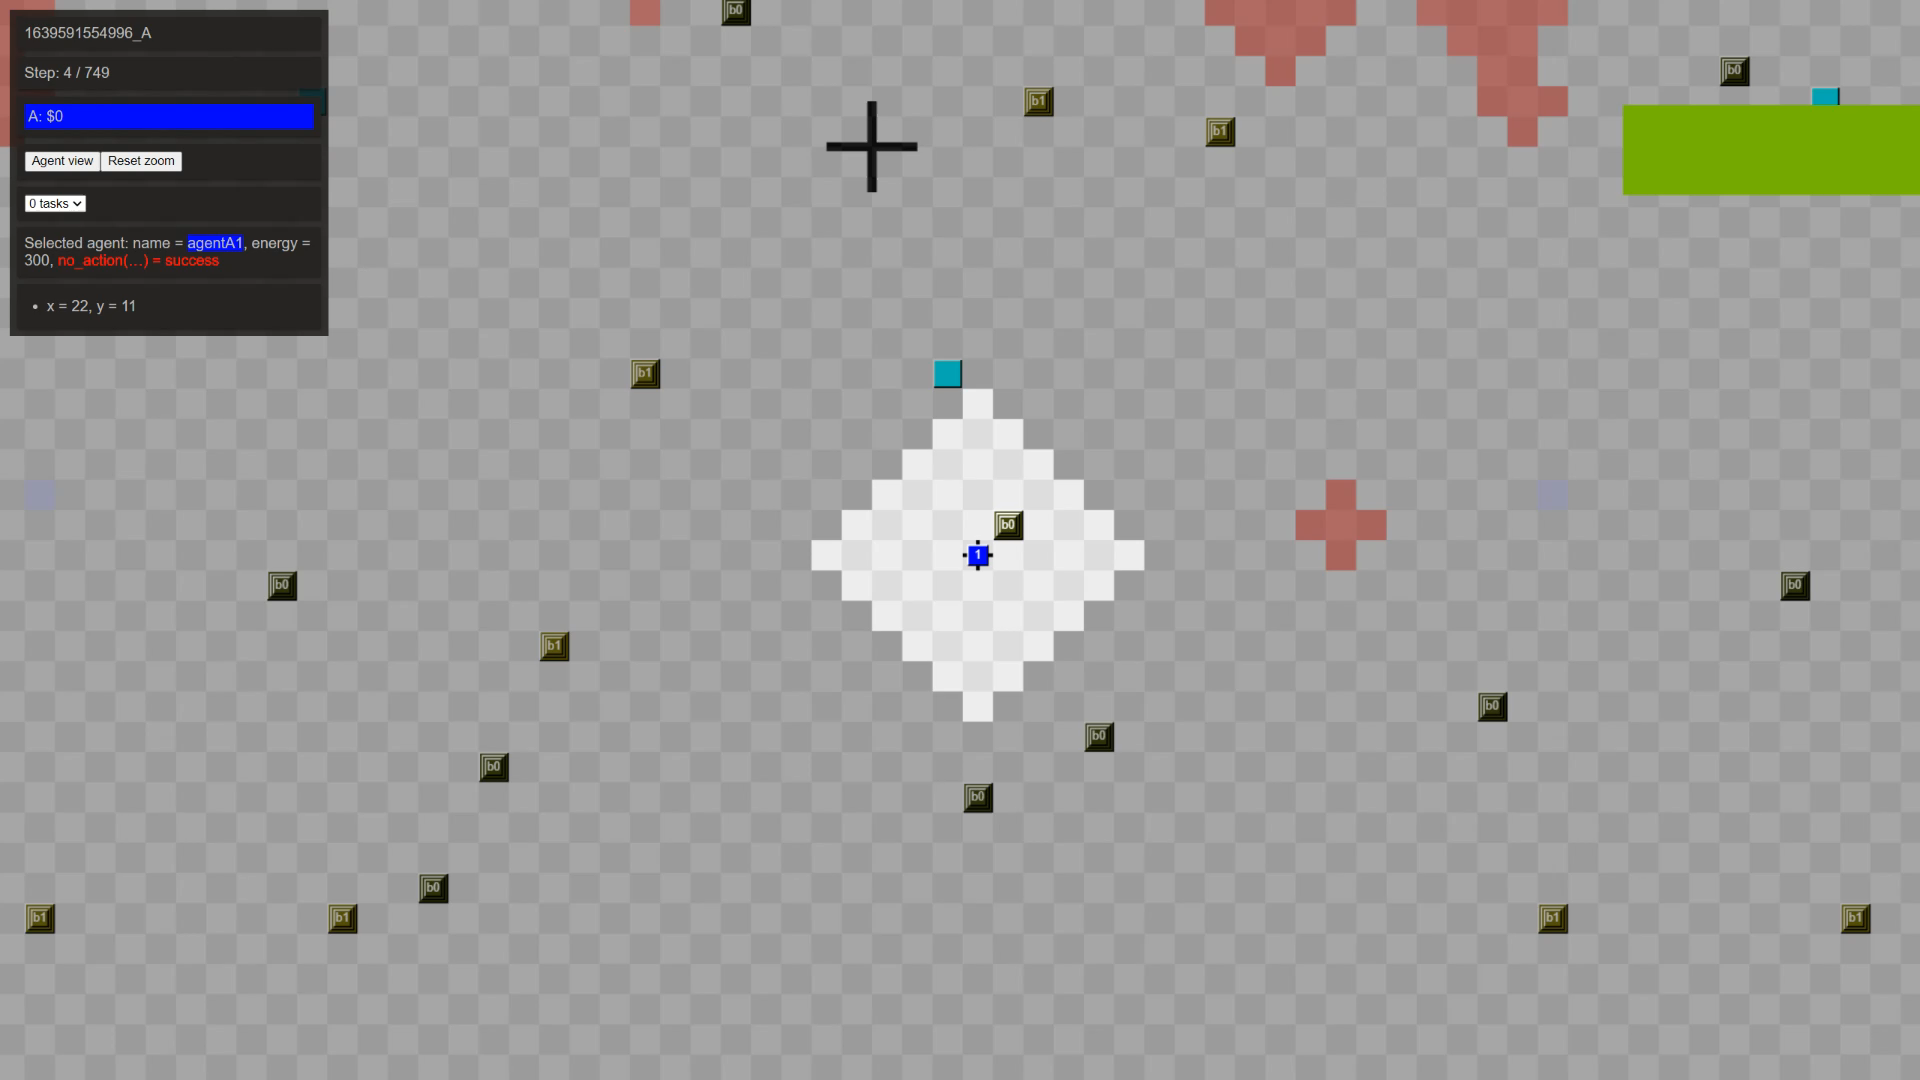 1639591554996_A
Step: 4 / 749
A: $0
Agent view Reset zoom
0 tasks
Selected agent: name = agentA1, energy =
300, no_action(...) = success
x = 22, y = 11
b0
b0
b1
b1
b1
b0
1
b0
b0
b1
b0
b0
b0
b0
b0
b1
b1
b1
b1